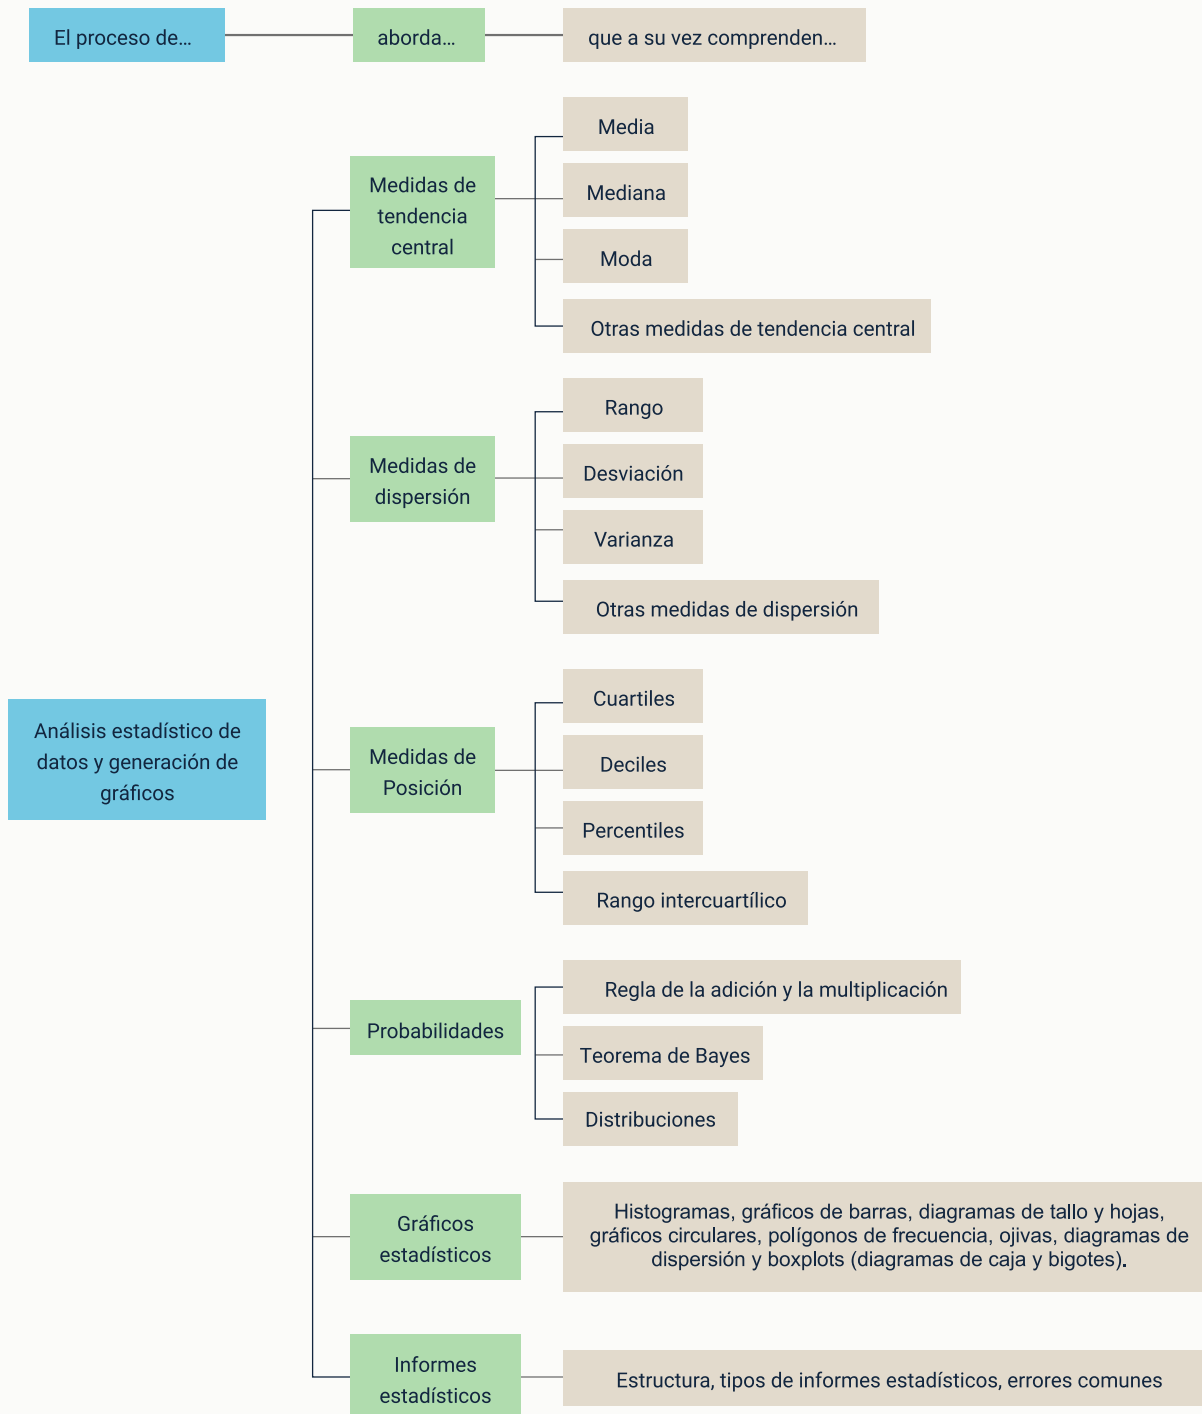 El proceso de…
aborda…
que a su vez comprenden…
Análisis estadístico de
datos y generación de
gráficos
Medidas de
tendencia
central
Media
Mediana
Moda
Otras medidas de tendencia central
Medidas de
dispersión
Rango
Desviación
Varianza
Otras medidas de dispersión
Medidas de
Posición
Cuartiles
Deciles
Percentiles
Rango intercuartílico
Probabilidades
Regla de la adición y la multiplicación
Teorema de Bayes
Distribuciones
Gráficos
estadísticos
Histogramas, gráficos de barras, diagramas de tallo y hojas,
gráficos circulares, polígonos de frecuencia, ojivas, diagramas de
dispersión y boxplots (diagramas de caja y bigotes).
Informes
estadísticos
Estructura, tipos de informes estadísticos, errores comunes